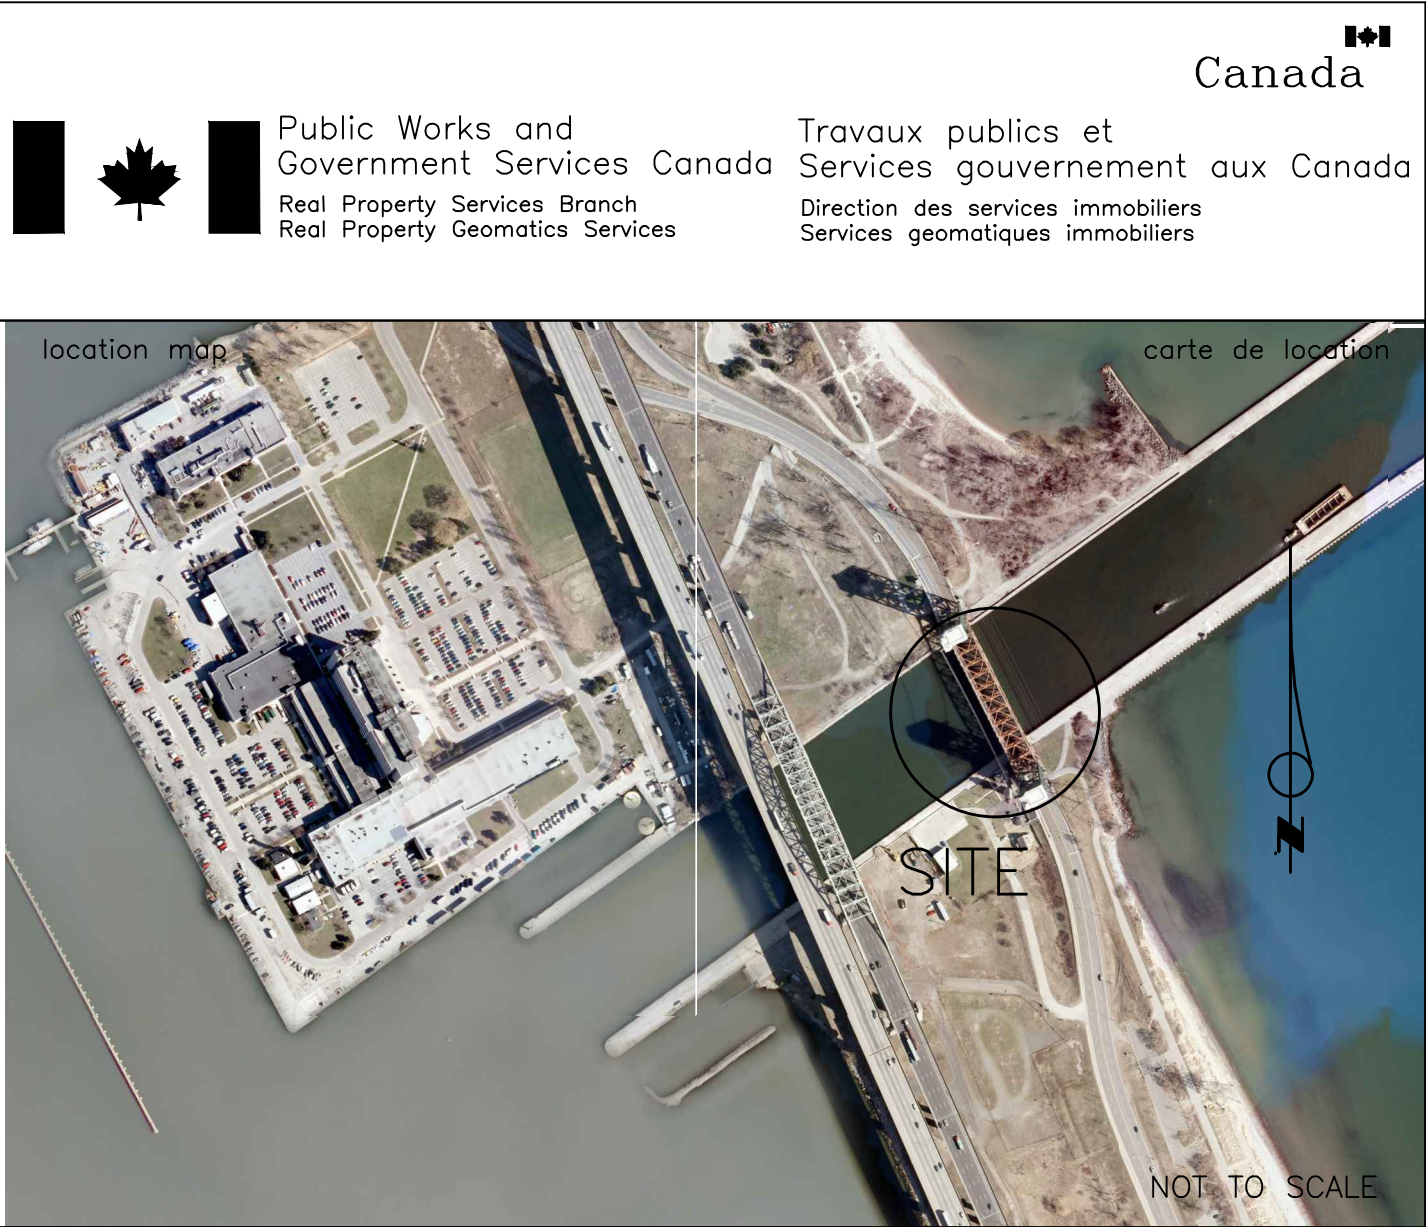 Canada
Public Works and
Government Services Canada
Real Property Services Branch
Real Property Geomatics Services
Travaux publics et
Services gouvernement aux Canada
Direction des services immobiliers
Services geomatiques immobiliers
location map
carte de location
SITE
N
NOT TO SCALE